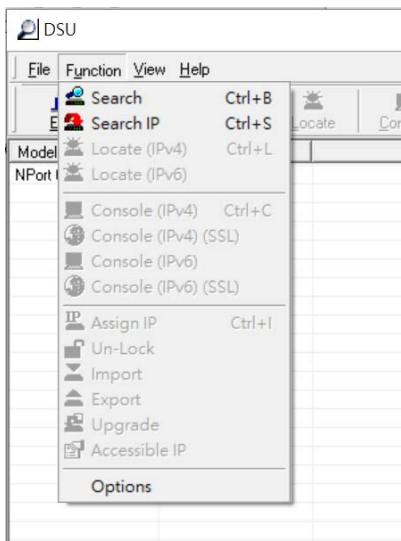 DSU
File Function View Help
Search Ctrl+B
Search IP Ctrl+S
Locate (IPv4) Ctrl+L
Locate (IPv6)
Console (IPv4) Ctrl+C
Console (IPv4) (SSL)
Console (IPv6)
Console (IPv6) (SSL)
Assign IP Ctrl+I
Un-Lock
Import
Export
Upgrade
Accessible IP
Options
E
Locate
Con
Model
NPort